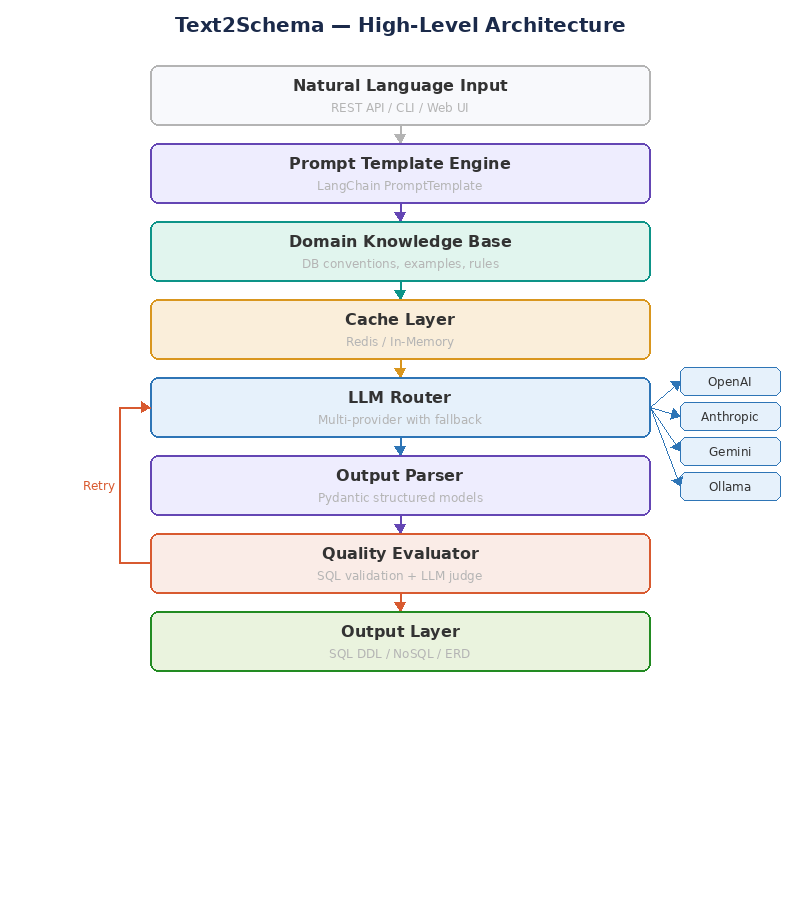 Text2Schema — High-Level Architecture
Natural Language Input
REST API / CLI / Web UI
Prompt Template Engine
LangChain PromptTemplate
Domain Knowledge Base
DB conventions, examples, rules
Cache Layer
Redis / In-Memory
LLM Router
Multi-provider with fallback
OpenAI
Anthropic
Gemini
Ollama
Output Parser
Pydantic structured models
Retry
Quality Evaluator
SQL validation + LLM judge
Output Layer
SQL DDL / NoSQL / ERD